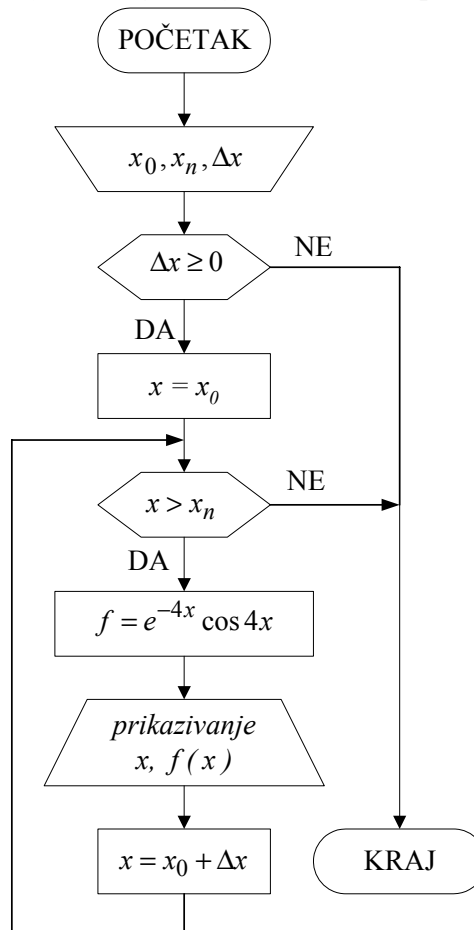 POČETAK
x₀, xₙ, Δx
Δx ≥ 0
NE
DA
x = x₀
x > xₙ
NE
DA
f = e⁻⁴ˣ cos 4x
prikazivanje
x, f(x)
x = x₀ + Δx
KRAJ